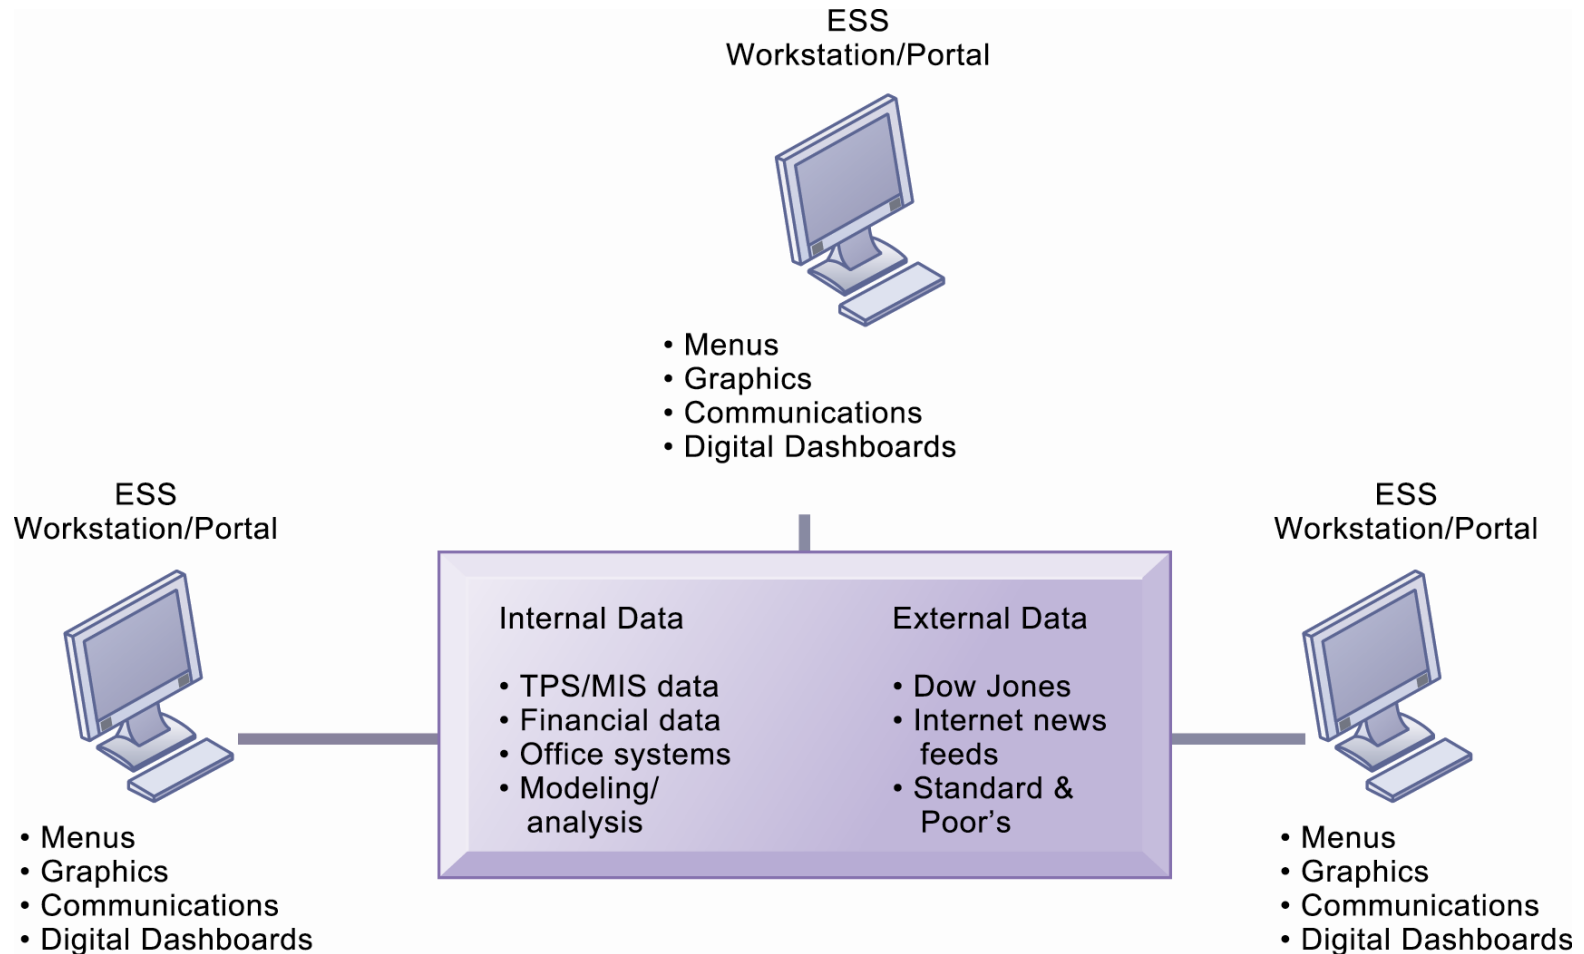 ESS
Workstation/Portal
• Menus
• Graphics
• Communications
• Digital Dashboards
ESS
Workstation/Portal
• Menus
• Graphics
• Communications
• Digital Dashboards
Internal Data
• TPS/MIS data
• Financial data
• Office systems
• Modeling/
analysis
External Data
• Dow Jones
• Internet news
feeds
• Standard &
Poor’s
ESS
Workstation/Portal
• Menus
• Graphics
• Communications
• Digital Dashboards